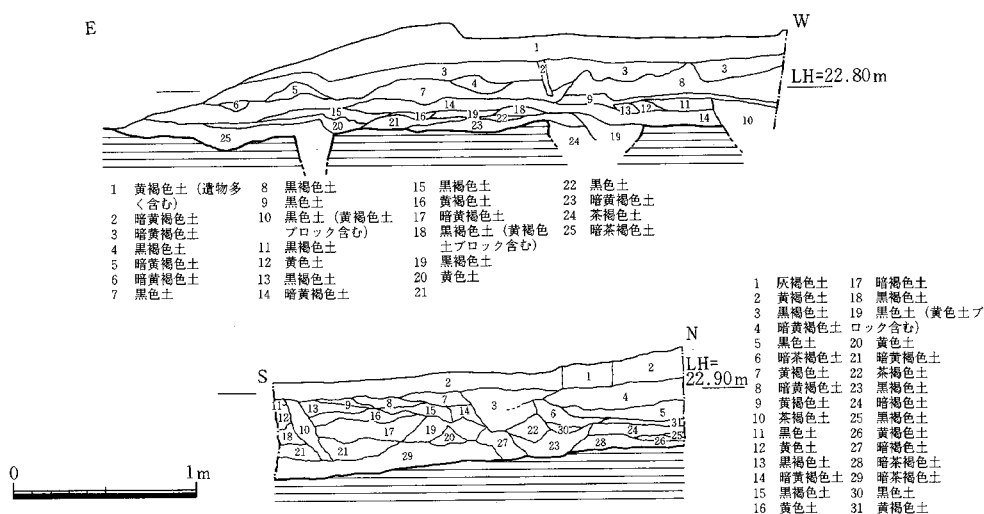 E
W
LH=22.80m
1 黄褐色土 (遺物多
く含む)
2 暗黄褐色土
3 暗黄褐色土
4 黒褐色土
5 暗黄褐色土
6 暗黄褐色土
7 黒色土
8 黒褐色土
9 黒色土
10 黒色土 (黄褐色土
ブロック含む)
11 黒褐色土
12 黄色土
13 黒褐色土
14 暗黄褐色土
15 黒褐色土
16 黄褐色土
17 暗黄褐色土
18 黒褐色土 (黄褐色
土ブロック含む)
19 黒褐色土
20 黄色土
21
22 黒色土
23 暗黄褐色土
24 茶褐色土
25 暗茶褐色土
S
N
LH=
22.90m
0 1m
1 灰褐色土 17 暗褐色土
2 黄褐色土 18 黒褐色土
3 黒褐色土 19 黒色土 (黄色土ブ
4 暗黄褐色土 ロック含む)
5 黒色土 20 黄色土
6 暗茶褐色土 21 暗黄褐色土
7 黄褐色土 22 茶褐色土
8 暗黄褐色土 23 黒褐色土
9 黄褐色土 24 暗褐色土
10 茶褐色土 25 黒褐色土
11 黒色土 26 黄褐色土
12 黄色土 27 暗褐色土
13 黒褐色土 28 暗茶褐色土
14 暗黄褐色土 29 暗茶褐色土
15 黒褐色土 30 黒色土
16 黄色土 31 黄褐色土